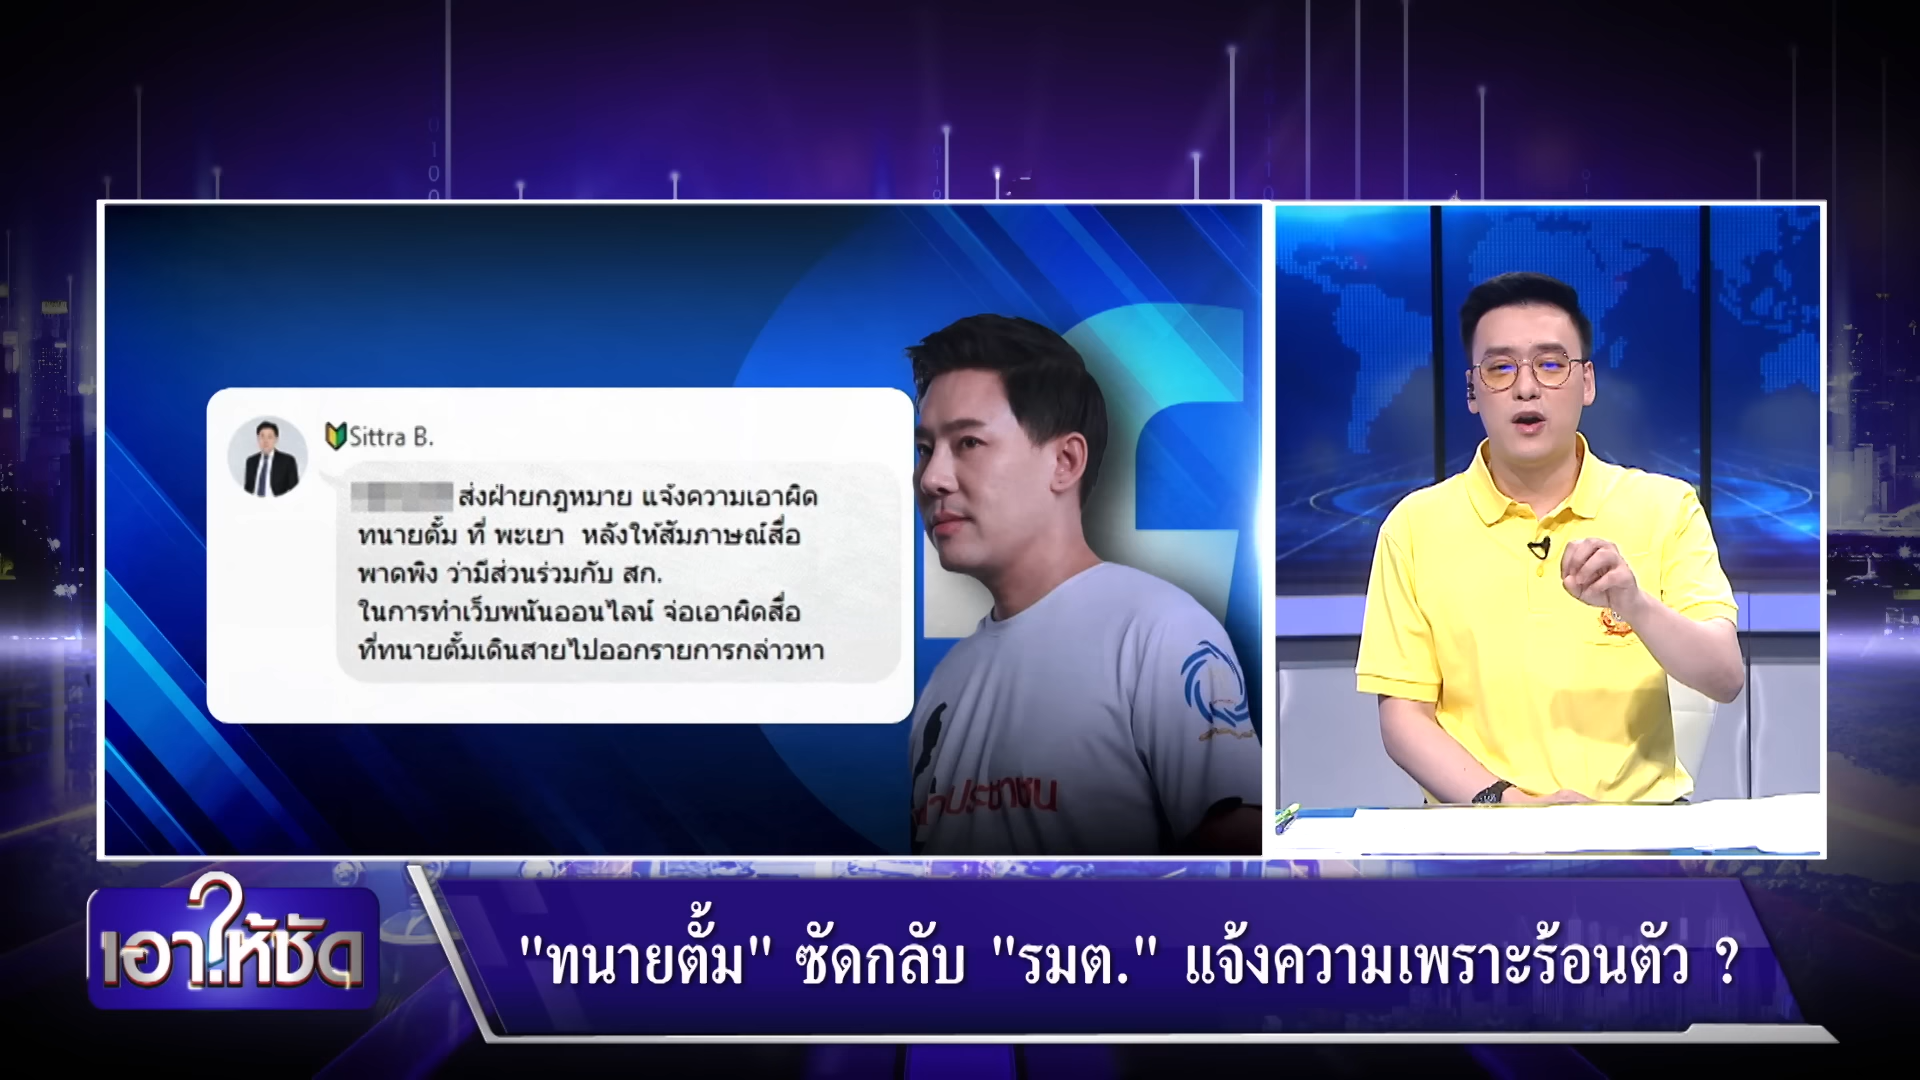 Sittra B.
ส่งฝ่ายกฎหมาย แจ้งความเอาผิด
ทนายตั้ม ที่ พะเยา หลังให้สัมภาษณ์สื่อ
พาดพิง ว่ามีส่วนร่วมกับ สก.
ในการทำเว็บพนันออนไลน์ จ่อเอาผิดสื่อ
ที่ทนายตั้มเดินสายไปออกรายการกล่าวหา
ประชาชน
เอาให้ชัด?
"ทนายตั้ม" ซัดกลับ "รมต." แจ้งความเพราะร้อนตัว ?